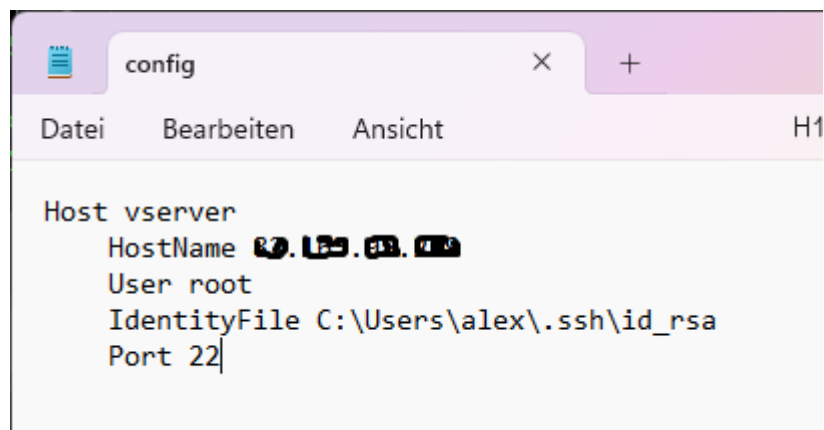 config
Datei Bearbeiten Ansicht H1
Host vserver
HostName
User root
IdentityFile C:\Users\alex\.ssh\id_rsa
Port 22